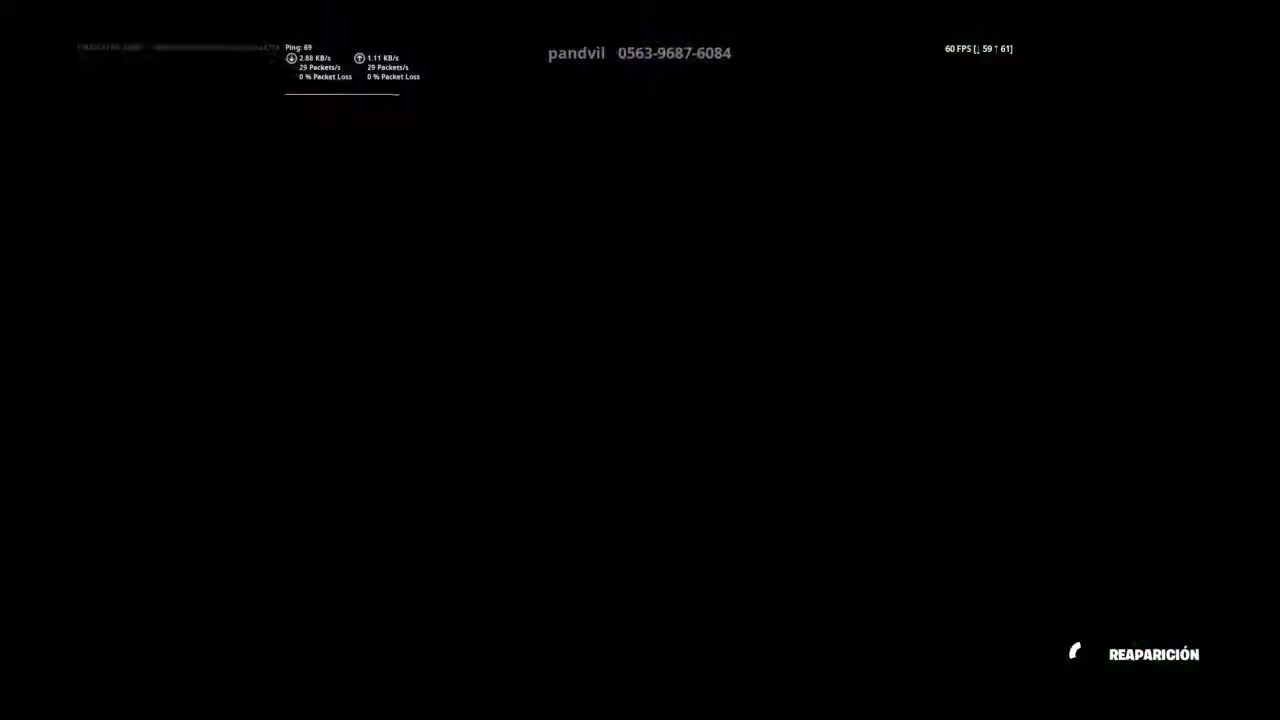 Ping: 69
2.88 KB/s 1.11 KB/s
29 Packets/s 29 Packets/s
0 % Packet Loss 0 % Packet Loss
pandvil 0563-9687-6084
60 FPS [↓ 59 ↑ 61]
REAPARICIÓN